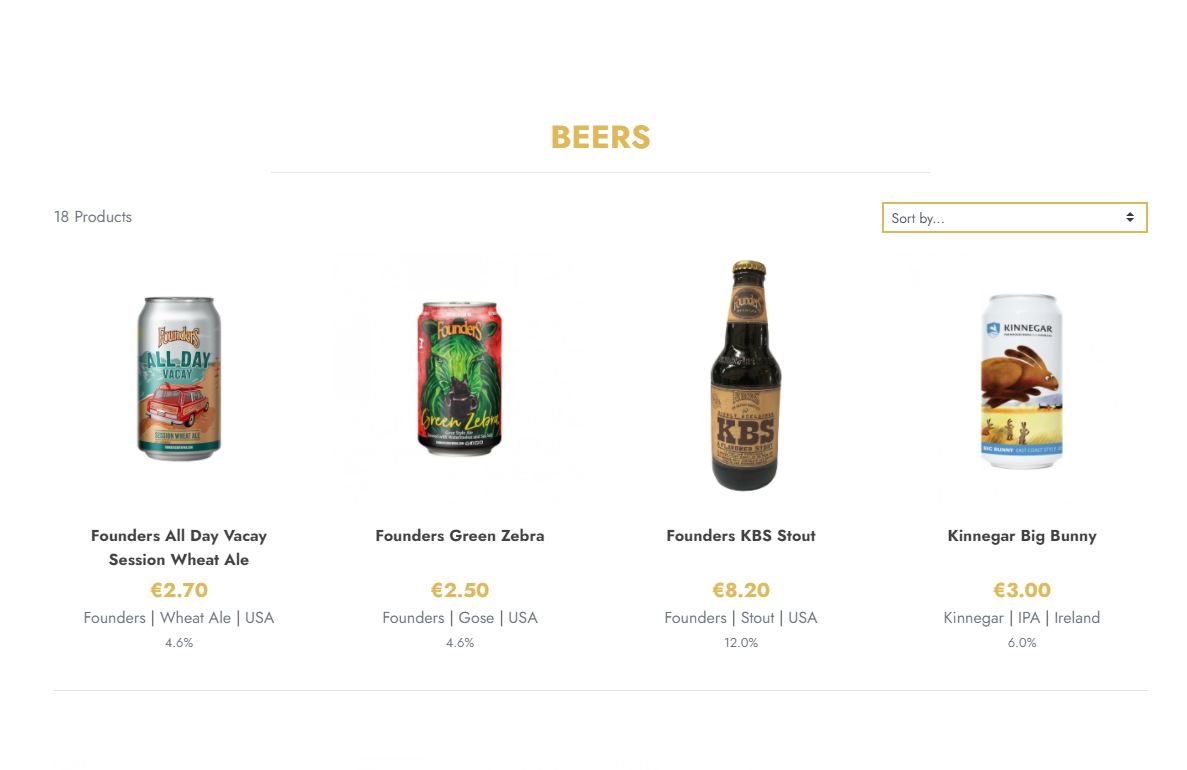 BEERS
18 Products
Sort by...
Founders
ALL DAY
VACAY
SESSION WHEAT ALE
Founders
Green Zebra
Founders
KBS
KINNEGAR
BIG BUNNY EAST COAST STYLE
Founders All Day Vacay
Session Wheat Ale
€2.70
Founders | Wheat Ale | USA
4.6%
Founders Green Zebra
€2.50
Founders | Gose | USA
4.6%
Founders KBS Stout
€8.20
Founders | Stout | USA
12.0%
Kinnegar Big Bunny
€3.00
Kinnegar | IPA | Ireland
6.0%